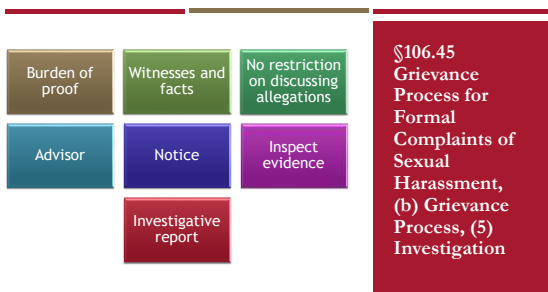 Burden of
proof
Witnesses and
facts
No restriction
on discussing
allegations
Advisor
Notice
Inspect
evidence
Investigative
report
§106.45
Grievance
Process for
Formal
Complaints of
Sexual
Harassment,
(b) Grievance
Process, (5)
Investigation